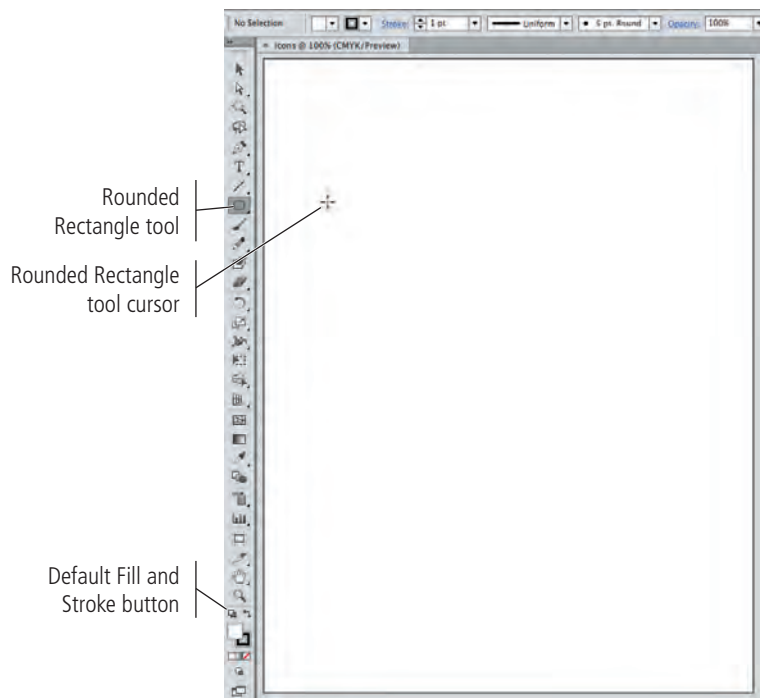 No Selection Stroke: 1 pt Uniform 5 pt. Round Opacity: 100%
× Icons @ 100% (CMYK/Preview)
Rounded
Rectangle tool
Rounded Rectangle
tool cursor
Default Fill and
Stroke button